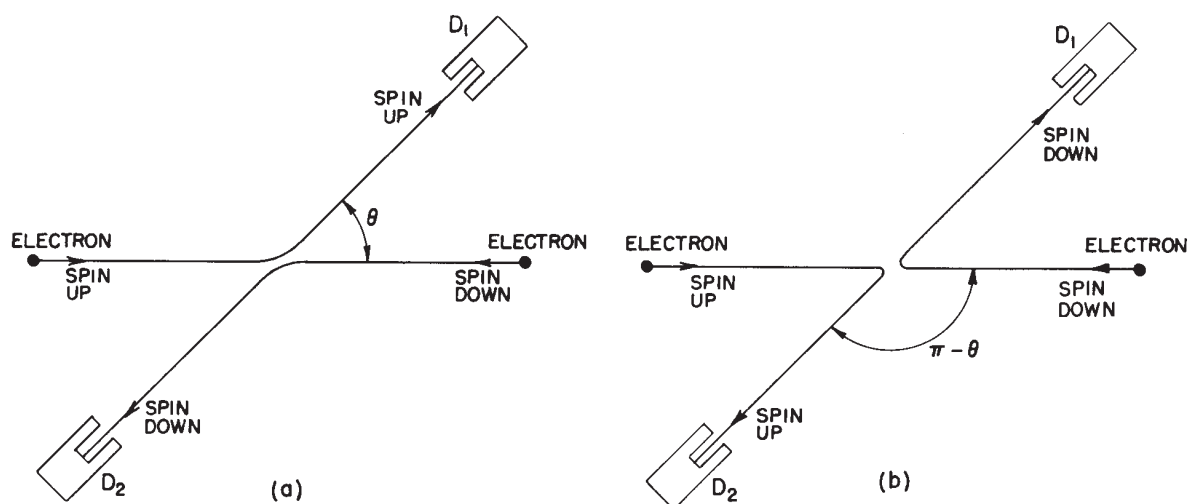 D₁
SPIN
UP
θ
ELECTRON
SPIN
UP
ELECTRON
SPIN
DOWN
SPIN
DOWN
D₂
(a)
D₁
SPIN
DOWN
ELECTRON
SPIN
UP
ELECTRON
SPIN
DOWN
π – θ
SPIN
UP
D₂
(b)